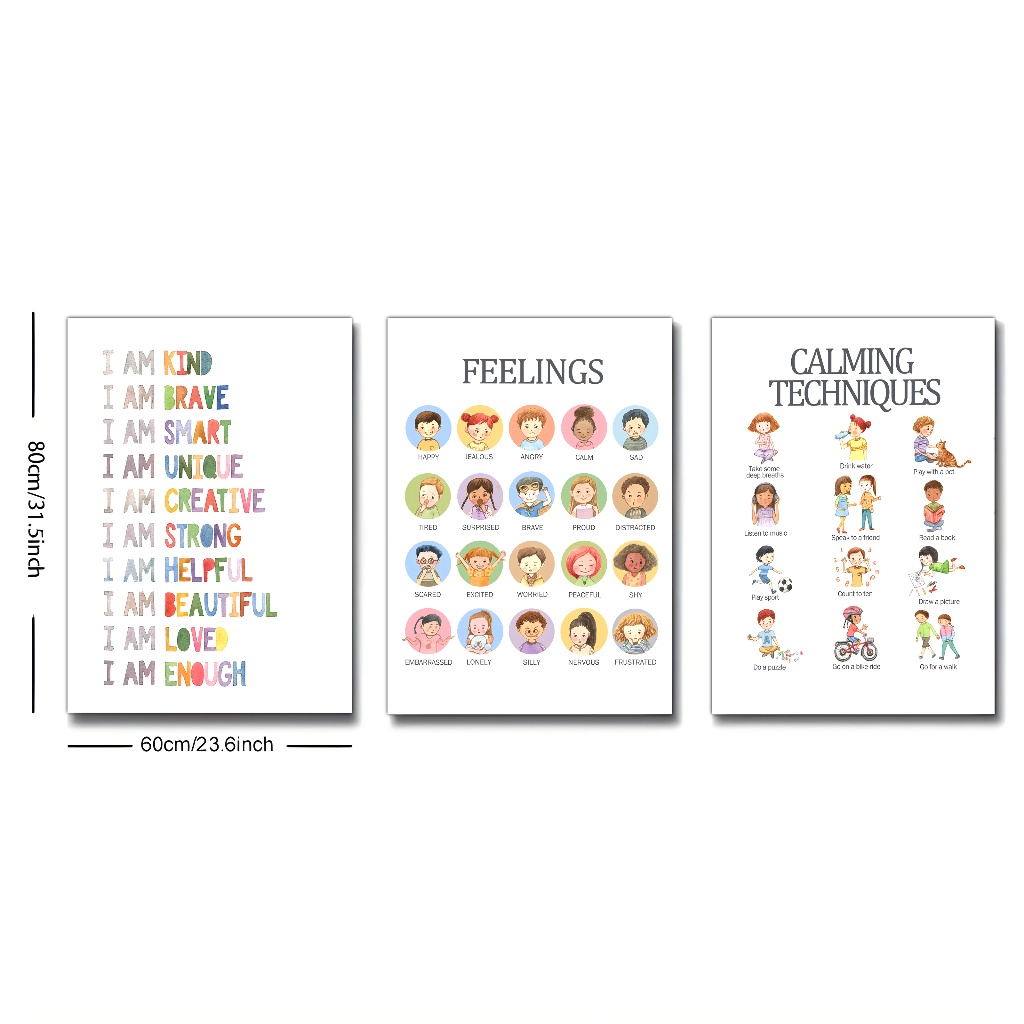 80cm/31.5inch
I AM KIND
I AM BRAVE
I AM SMART
I AM UNIQUE
I AM CREATIVE
I AM STRONG
I AM HELPFUL
I AM BEAUTIFUL
I AM LOVED
I AM ENOUGH
60cm/23.6inch
FEELINGS
HAPPY
JEALOUS
ANGRY
CALM
SAD
TIRED
SURPRISED
BRAVE
PROUD
DISTRACTED
SCARED
EXCITED
WORRIED
PEACEFUL
SHY
EMBARRASSED
LONELY
SILLY
NERVOUS
FRUSTRATED
CALMING
TECHNIQUES
Take some
deep breaths
Drink water
Play with a pet
Listen to music
Speak to a friend
Read a book
Play sport
Count to ten
Draw a picture
Do a puzzle
Go on a bike ride
Go for a walk